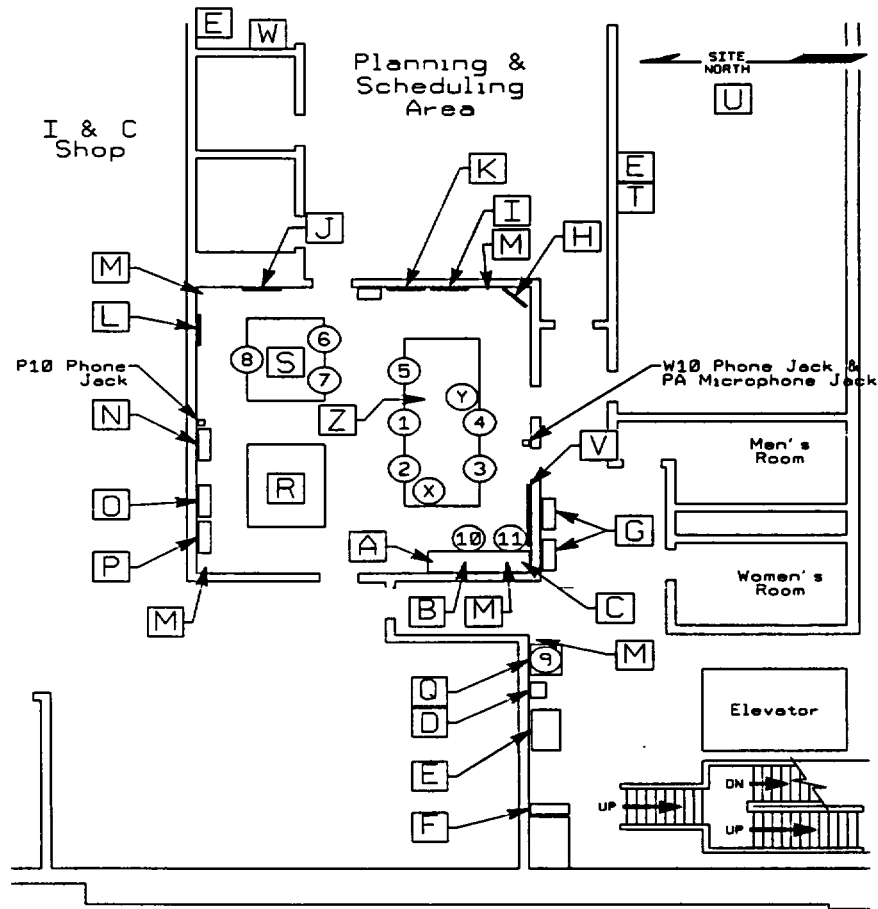 E
W
Planning &
Scheduling
Area
SITE
NORTH
U
I & C
Shop
K
E
T
I
J
M
H
M
L
S
6
8
7
5
P10 Phone
Jack
W10 Phone Jack &
PA Microphone Jack
Z
Y
1
4
N
V
Men's
Room
2
3
R
X
O
G
A
10
11
P
Women's
Room
M
B
M
C
M
Q
9
D
Elevator
E
DN
UP
F
UP